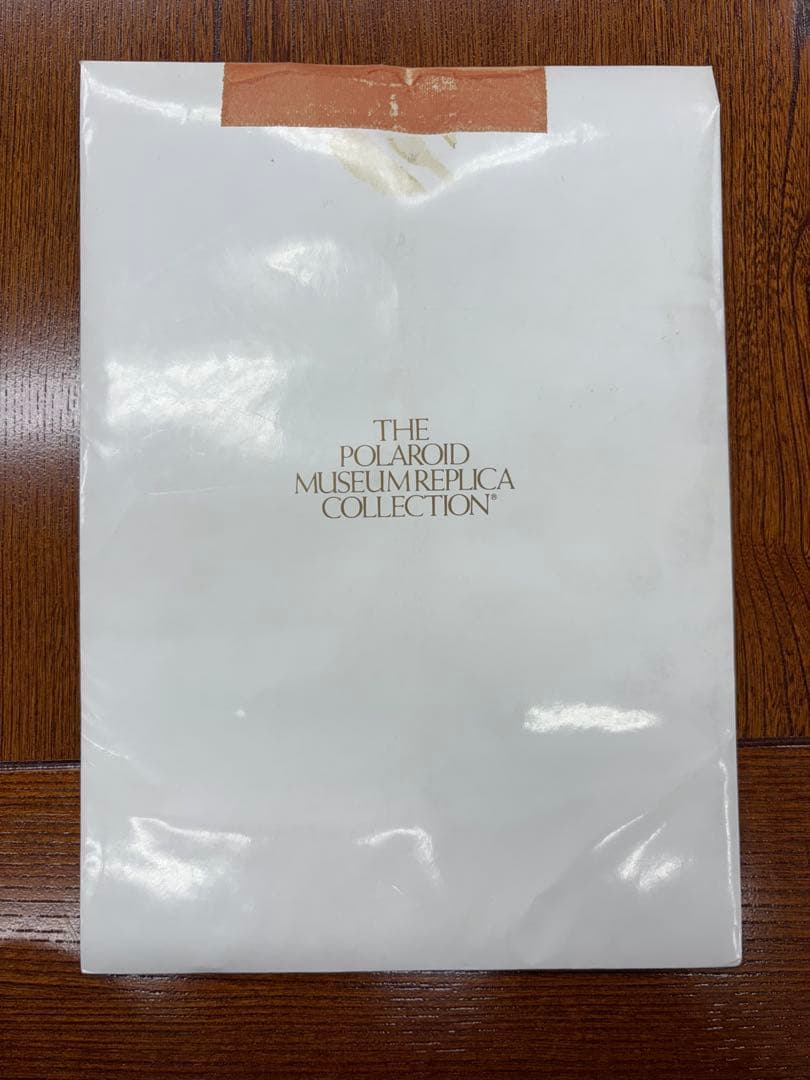 THE
POLAROID
MUSEUM REPLICA
COLLECTION®